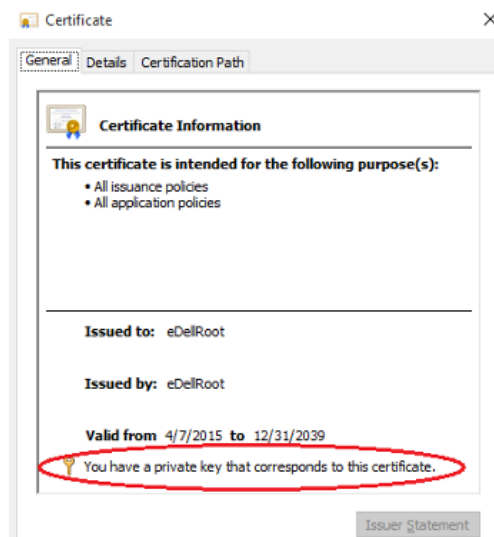 Certificate
General Details Certification Path
Certificate Information
This certificate is intended for the following purpose(s):
• All issuance policies
• All application policies
Issued to: eDellRoot
Issued by: eDellRoot
Valid from 4/7/2015 to 12/31/2039
You have a private key that corresponds to this certificate.
Issuer Statement